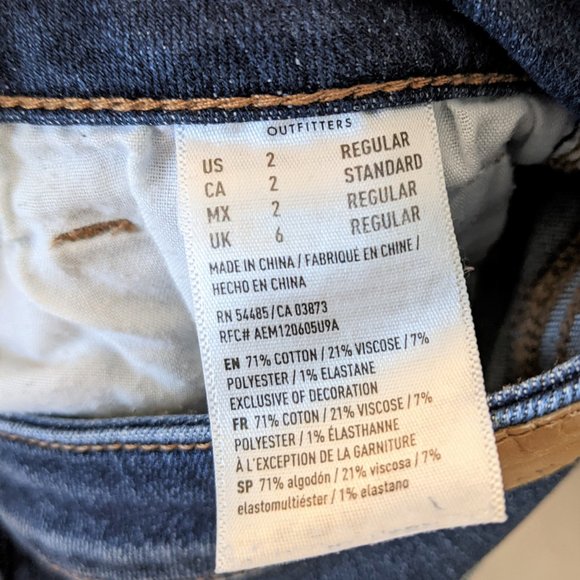 OUTFITTERS
US 2 REGULAR
CA 2 STANDARD
MX 2 REGULAR
UK 6 REGULAR
MADE IN CHINA / FABRIQUÉ EN CHINE /
HECHO EN CHINA
RN 54485 / CA 03873
RFC# AEM120605U9A
EN 71% COTTON / 21% VISCOSE / 7%
POLYESTER / 1% ELASTANE
EXCLUSIVE OF DECORATION
FR 71% COTON / 21% VISCOSE / 7%
POLYESTER / 1% ÉLASTHANNE
À L'EXCEPTION DE LA GARNITURE
SP 71% algodón / 21% viscosa / 7%
elastomultiéster / 1% elastano